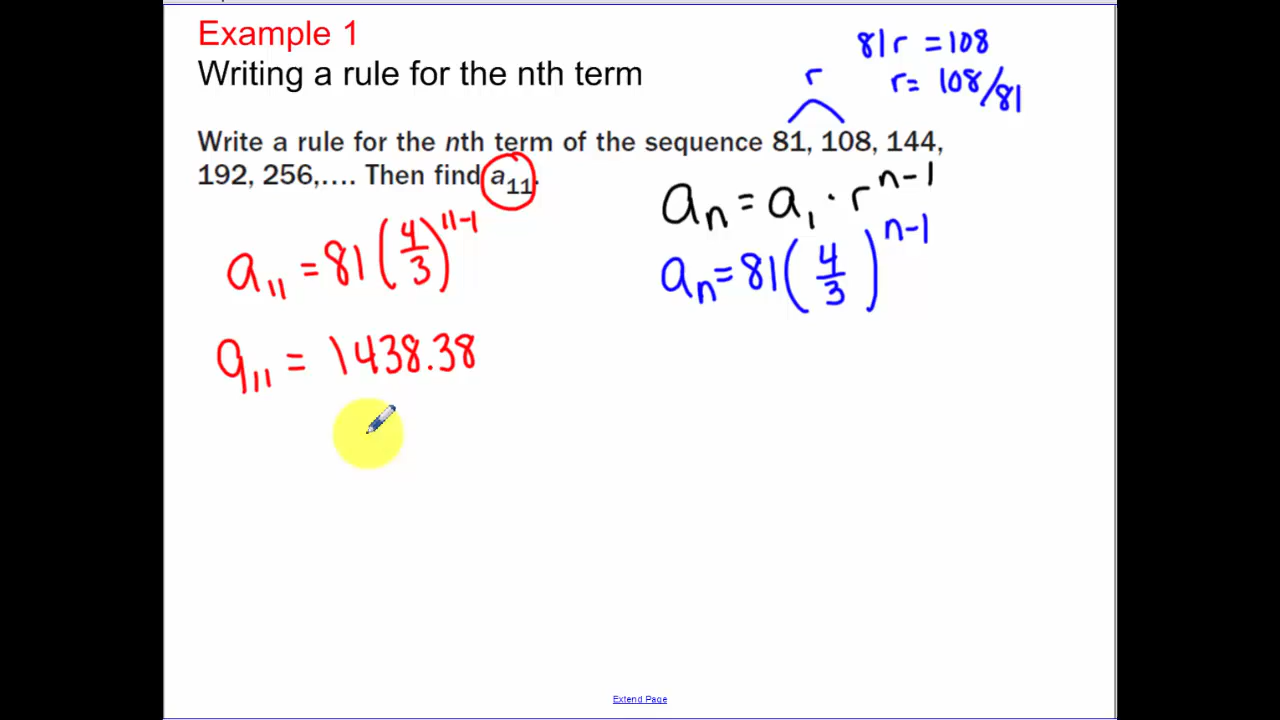 Example 1
Writing a rule for the nth term
81r = 108
r
r = 108/81
Write a rule for the nth term of the sequence 81, 108, 144,
192, 256,.... Then find a₁₁.
aₙ = a₁ · r^(n-1)
a₁₁ = 81(4/3)^(11-1)
aₙ = 81(4/3)^(n-1)
a₁₁ = 1438.38
Extend Page